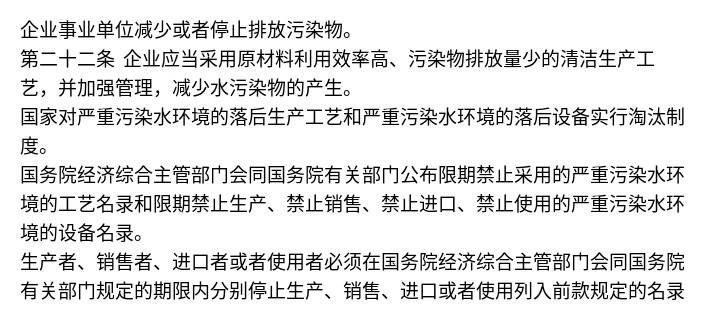 企业事业单位减少或者停止排放污染物。
第二十二条 企业应当采用原材料利用效率高、污染物排放量少的清洁生产工
艺，并加强管理，减少水污染物的产生。
国家对严重污染水环境的落后生产工艺和严重污染水环境的落后设备实行淘汰制
度。
国务院经济综合主管部门会同国务院有关部门公布限期禁止采用的严重污染水环
境的工艺名录和限期禁止生产、禁止销售、禁止进口、禁止使用的严重污染水环
境的设备名录。
生产者、销售者、进口者或者使用者必须在国务院经济综合主管部门会同国务院
有关部门规定的期限内分别停止生产、销售、进口或者使用列入前款规定的名录